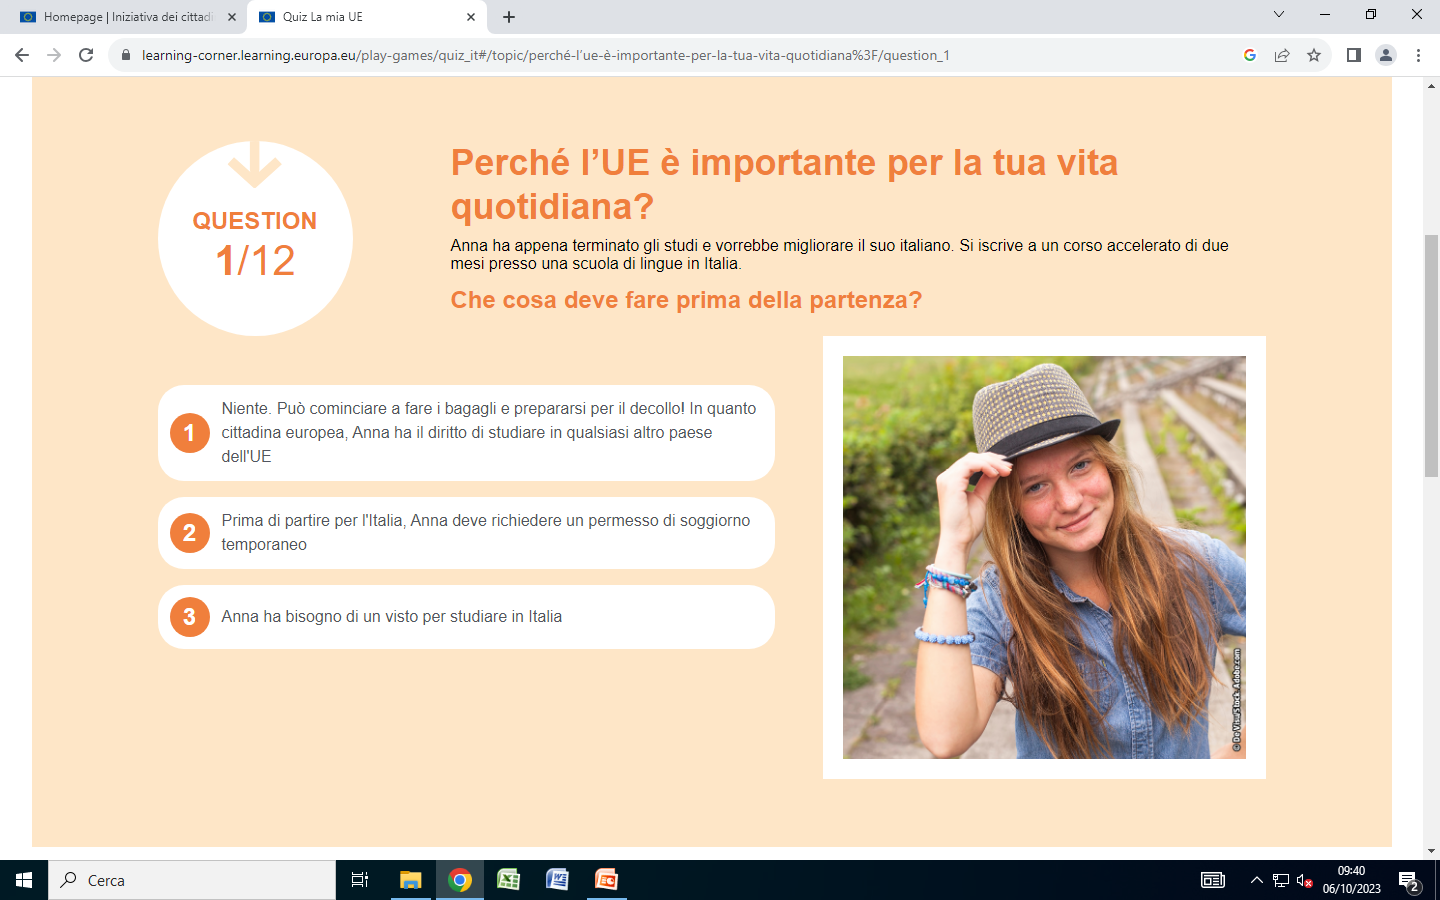 Homepage | Iniziativa dei cittadi
Quiz La mia UE
learning-corner.learning.europa.eu/play-games/quiz_it#/topic/perché-l’ue-è-importante-per-la-tua-vita-quotidiana%3F/question_1
QUESTION
1/12
Perché l’UE è importante per la tua vita
quotidiana?
Anna ha appena terminato gli studi e vorrebbe migliorare il suo italiano. Si iscrive a un corso accelerato di due
mesi presso una scuola di lingue in Italia.
Che cosa deve fare prima della partenza?
1
Niente. Può cominciare a fare i bagagli e prepararsi per il decollo! In quanto
cittadina europea, Anna ha il diritto di studiare in qualsiasi altro paese
dell'UE
2
Prima di partire per l'Italia, Anna deve richiedere un permesso di soggiorno
temporaneo
3
Anna ha bisogno di un visto per studiare in Italia
© De Visu/Stock.Adobe.com
Cerca
09:40
06/10/2023
2